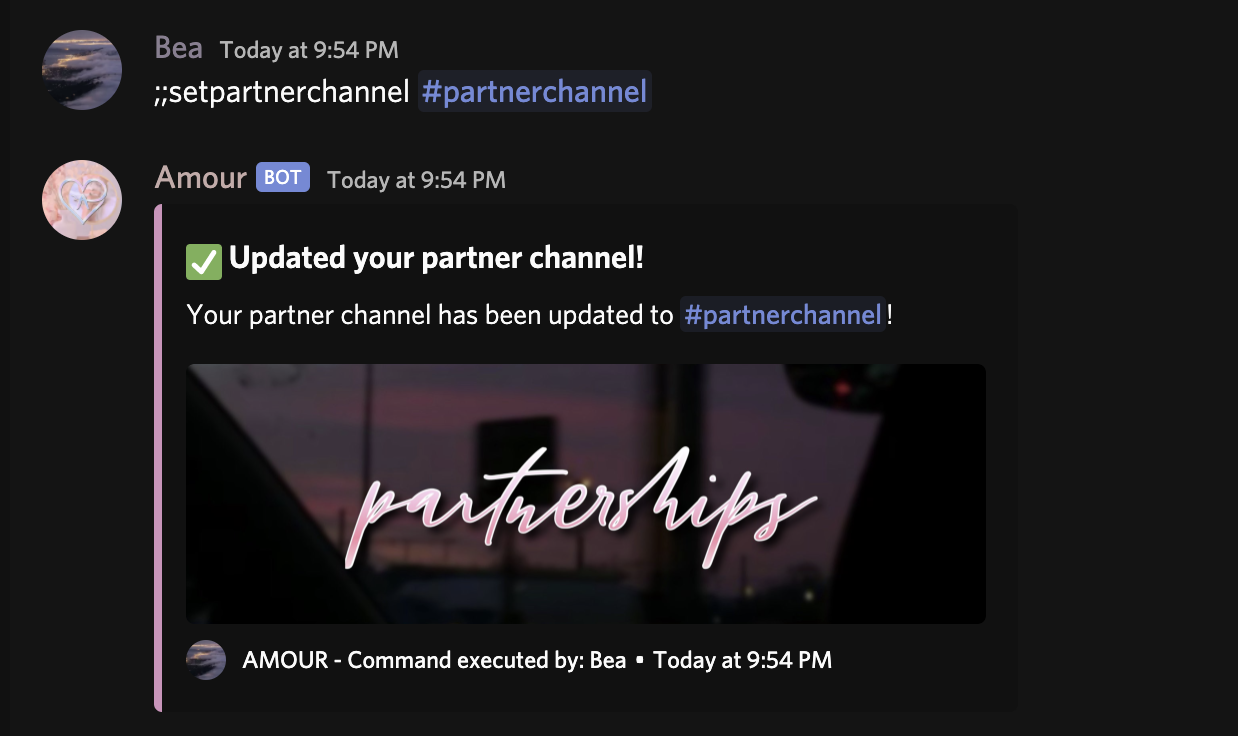 Bea Today at 9:54 PM
;;setpartnerchannel #partnerchannel
Amour BOT Today at 9:54 PM
✅ Updated your partner channel!
Your partner channel has been updated to #partnerchannel!
partnerships
AMOUR - Command executed by: Bea • Today at 9:54 PM